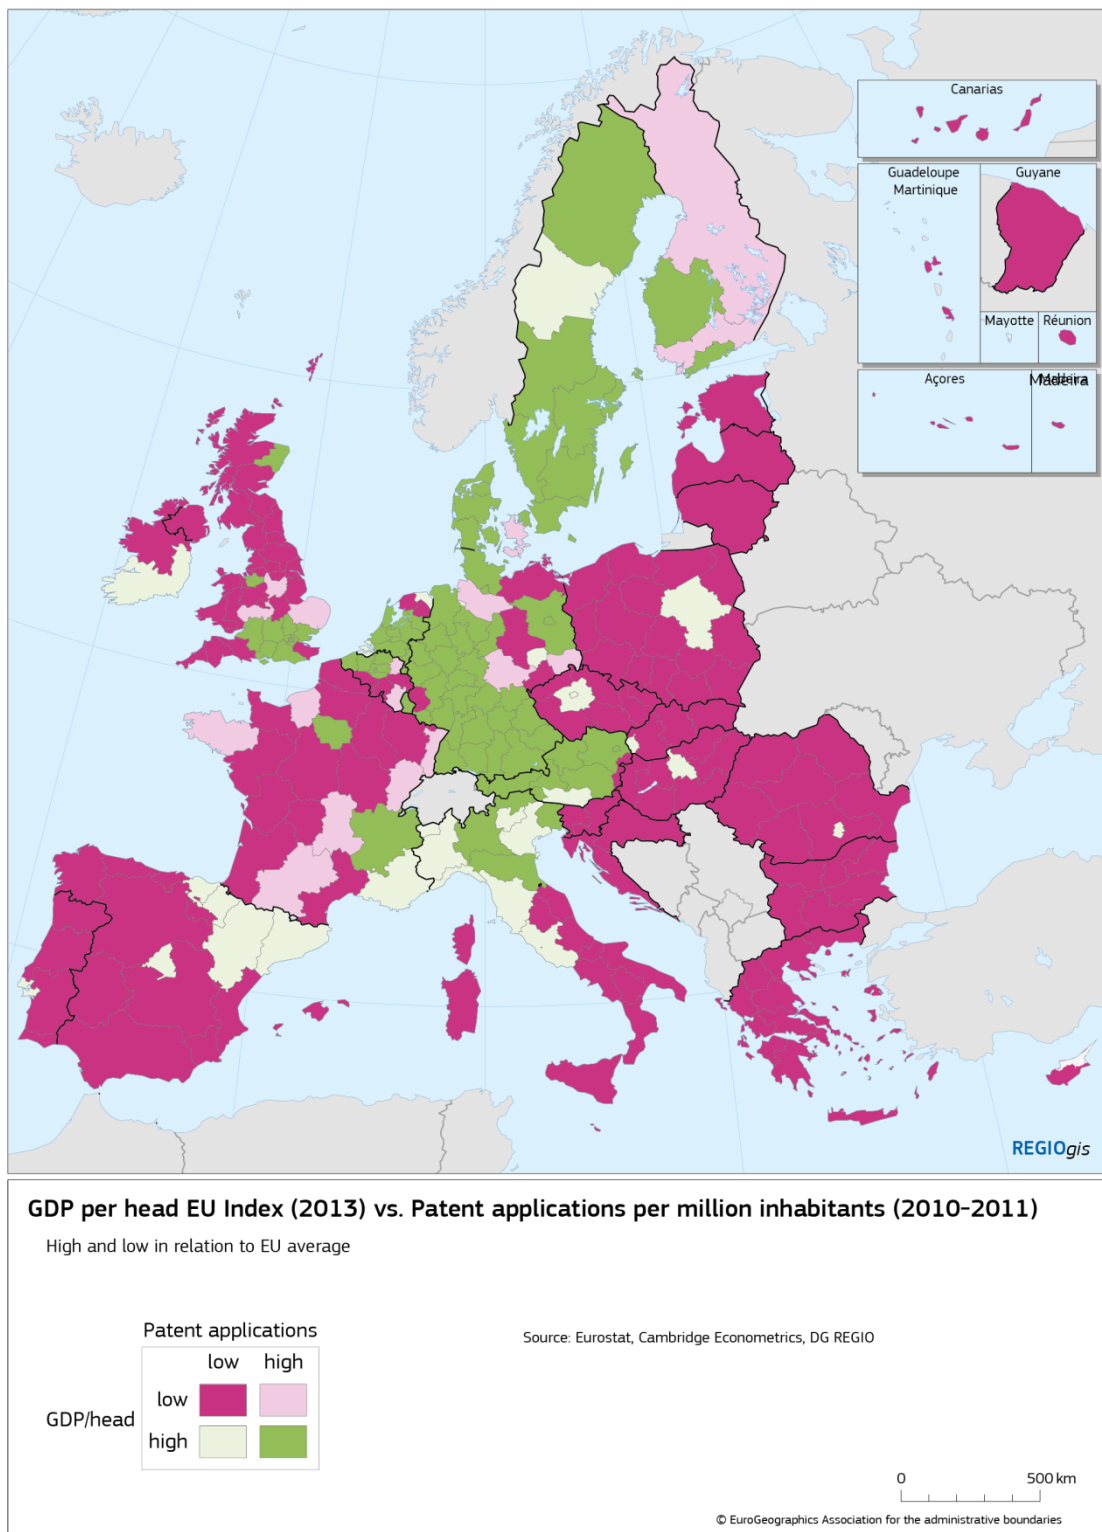 Canarias
Guadeloupe
Martinique
Guyane
Mayotte
Réunion
Açores
Madeira
REGIOgis
GDP per head EU Index (2013) vs. Patent applications per million inhabitants (2010-2011)
High and low in relation to EU average
Patent applications
low
high
low
GDP/head
high
Source: Eurostat, Cambridge Econometrics, DG REGIO
0
500 km
© EuroGeographics Association for the administrative boundaries